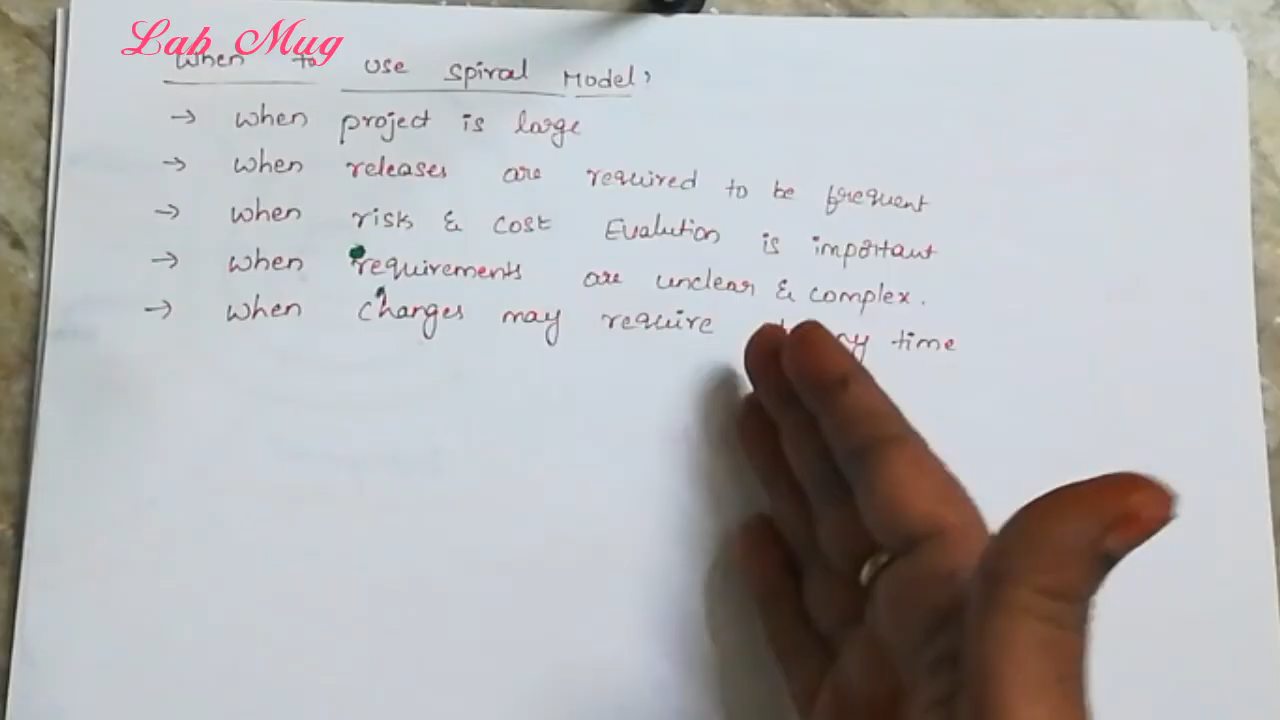 Lab Mug
When to use spiral Model?
→ when project is large
→ when releases are required to be frequent
→ when risk & cost Evalution is important
→ when requirements are unclear & complex.
→ when changes may require time